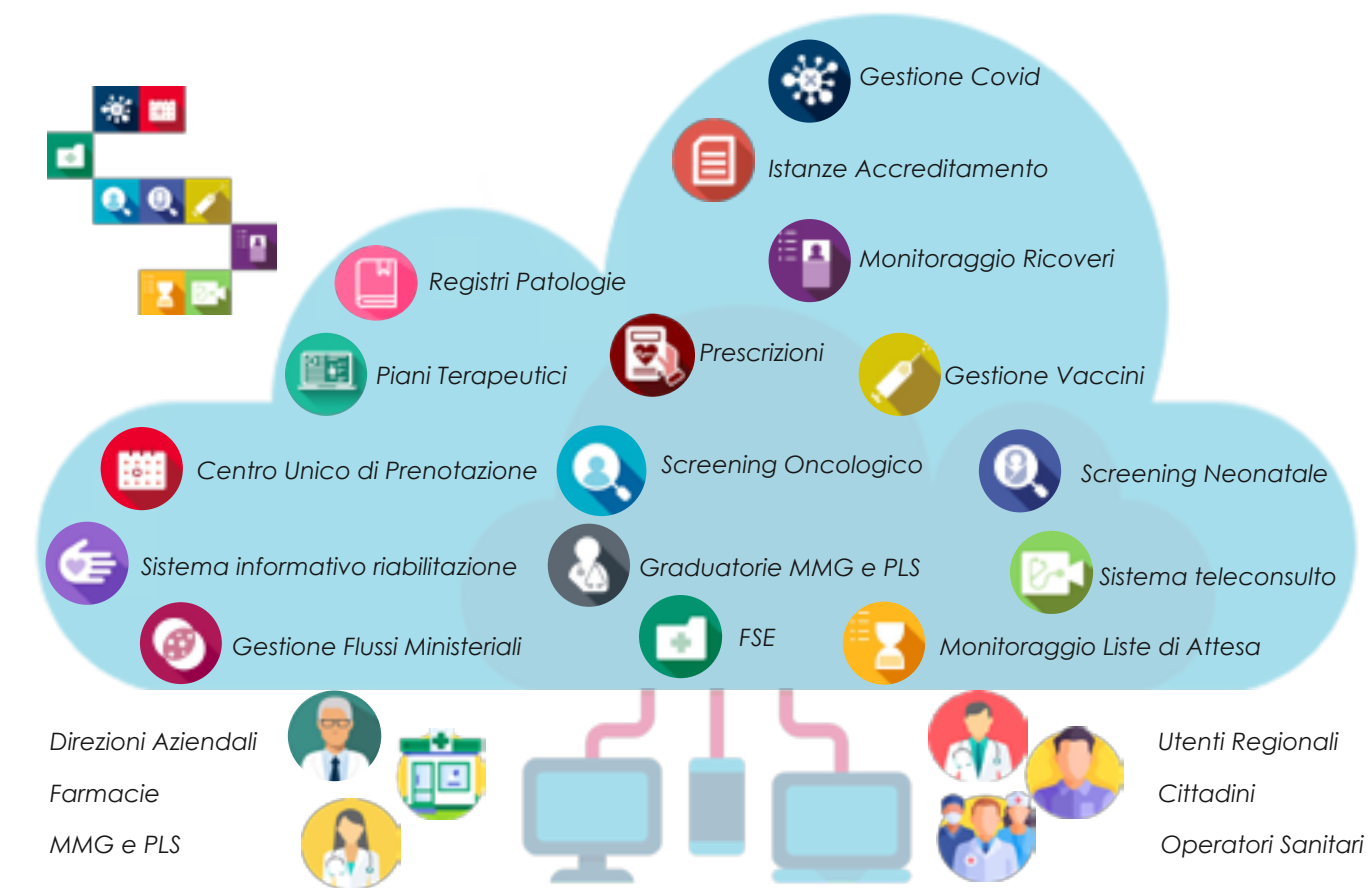 Gestione Covid
Istanze Accreditamento
Monitoraggio Ricoveri
Registri Patologie
Prescrizioni
Piani Terapeutici
Gestione Vaccini
Centro Unico di Prenotazione
Screening Oncologico
Screening Neonatale
Sistema informativo riabilitazione
Graduatorie MMG e PLS
Sistema teleconsulto
Gestione Flussi Ministeriali
FSE
Monitoraggio Liste di Attesa
Direzioni Aziendali
Farmacie
MMG e PLS
Utenti Regionali
Cittadini
Operatori Sanitari